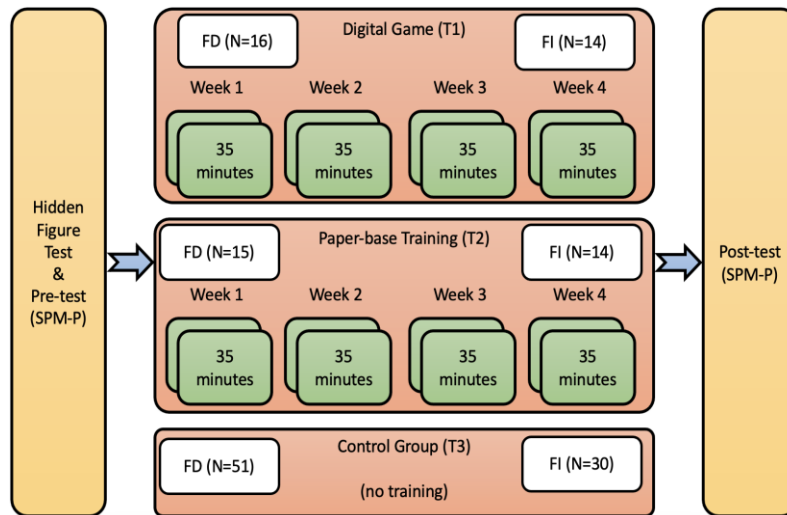 Hidden
Figure
Test
&
Pre-test
(SPM-P)
Digital Game (T1)
FD (N=16)
FI (N=14)
Week 1
Week 2
Week 3
Week 4
35
minutes
35
minutes
35
minutes
35
minutes
Paper-base Training (T2)
FD (N=15)
FI (N=14)
Week 1
Week 2
Week 3
Week 4
35
minutes
35
minutes
35
minutes
35
minutes
Control Group (T3)
FD (N=51)
FI (N=30)
(no training)
Post-test
(SPM-P)